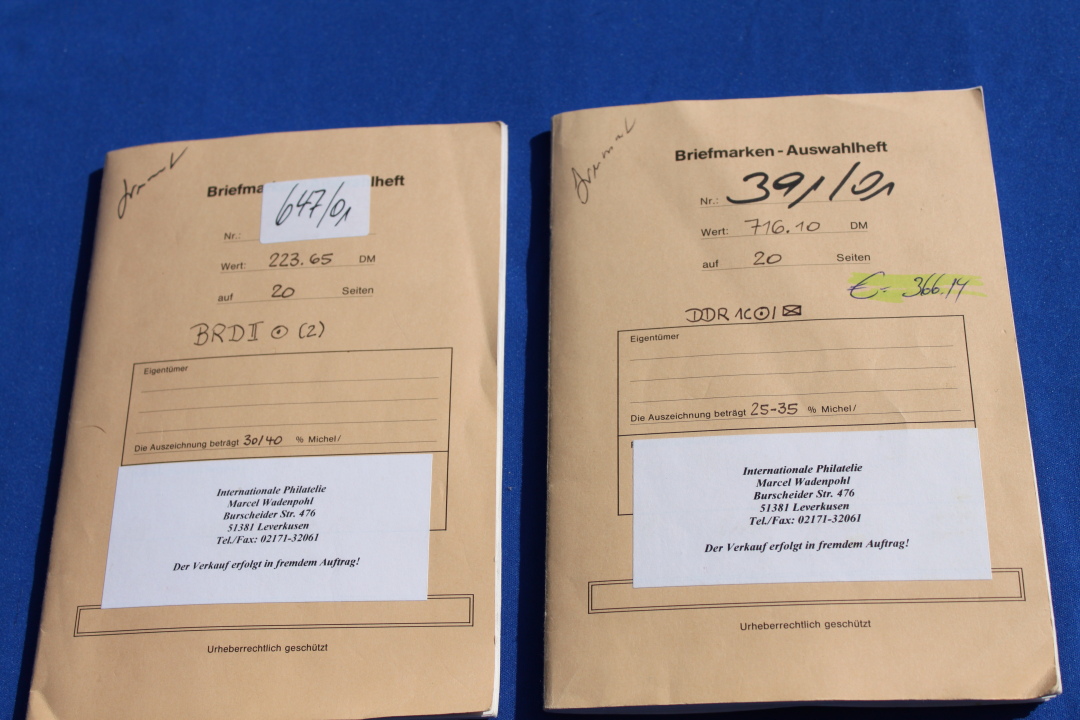 Briefma lheft
647/01
Nr.:
Wert: 223.65 DM
auf 20 Seiten
BRD II ⊙ (2)
Eigentümer
Die Auszeichnung beträgt 30/40 % Michel/
Internationale Philatelie
Marcel Wadenpohl
Burscheider Str. 476
51381 Leverkusen
Tel./Fax: 02171-32061
Der Verkauf erfolgt in fremdem Auftrag!
Urheberrechtlich geschützt
Briefmarken - Auswahlheft
Nr.: 391/01
Wert: 716.10 DM
auf 20 Seiten
€= 366.14
DDR 1C ⊙ / ✉
Eigentümer
Die Auszeichnung beträgt 25-35 % Michel/
Internationale Philatelie
Marcel Wadenpohl
Burscheider Str. 476
51381 Leverkusen
Tel./Fax: 02171-32061
Der Verkauf erfolgt in fremdem Auftrag!
Urheberrechtlich geschützt